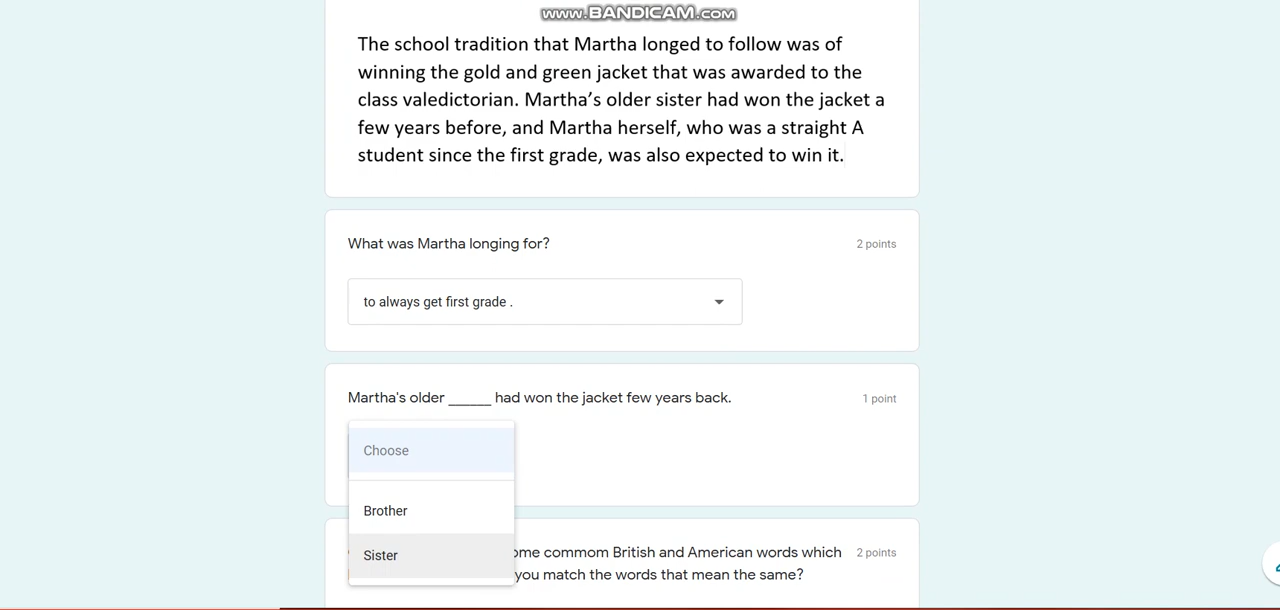 www.BANDICAM.com
The school tradition that Martha longed to follow was of
winning the gold and green jacket that was awarded to the
class valedictorian. Martha’s older sister had won the jacket a
few years before, and Martha herself, who was a straight A
student since the first grade, was also expected to win it.
What was Martha longing for?
2 points
to always get first grade .
Martha's older ______ had won the jacket few years back.
1 point
Choose
Brother
Sister
ome commom British and American words which
2 points
you match the words that mean the same?